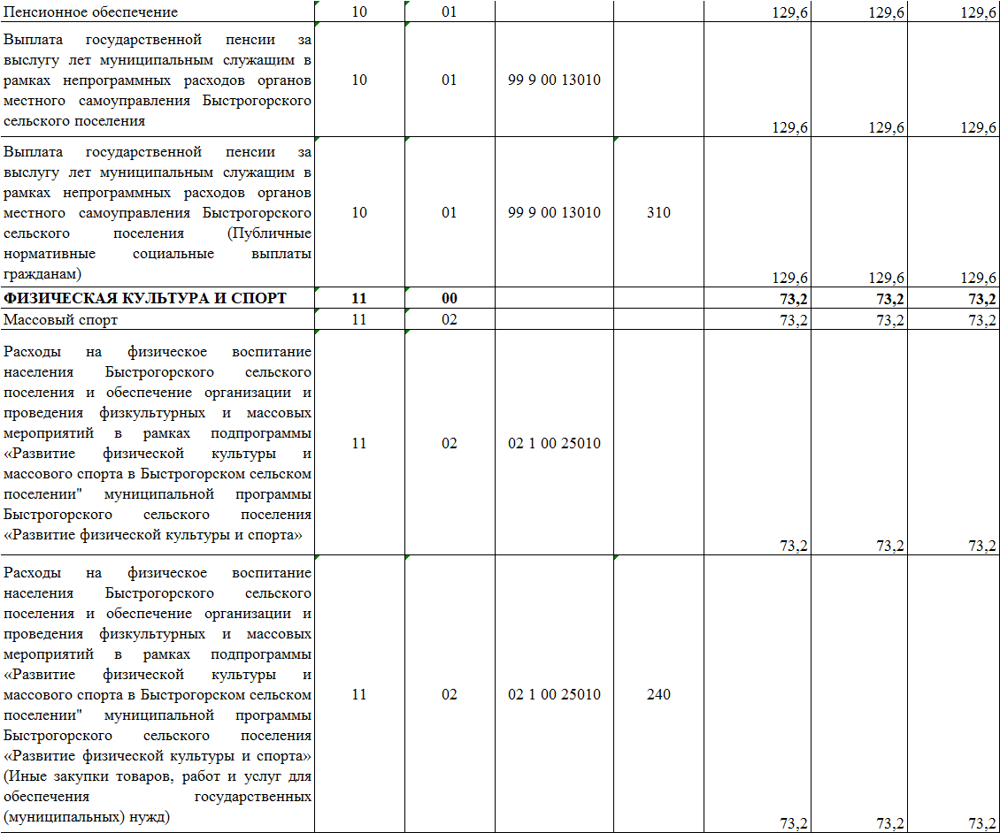 Пенсионное обеспечение 10 01 129,6 129,6 129,6
Выплата государственной пенсии за
выслугу лет муниципальным служащим в
рамках непрограммных расходов органов
местного самоуправления Быстрогорского
сельского поселения
10 01 99 9 00 13010
129,6 129,6 129,6
Выплата государственной пенсии за
выслугу лет муниципальным служащим в
рамках непрограммных расходов органов
местного самоуправления Быстрогорского
сельского поселения (Публичные
нормативные социальные выплаты
гражданам)
10 01 99 9 00 13010 310
129,6 129,6 129,6
ФИЗИЧЕСКАЯ КУЛЬТУРА И СПОРТ 11 00 73,2 73,2 73,2
Массовый спорт 11 02 73,2 73,2 73,2
Расходы на физическое воспитание
населения Быстрогорского сельского
поселения и обеспечение организации и
проведения физкультурных и массовых
мероприятий в рамках подпрограммы
«Развитие физической культуры и
массового спорта в Быстрогорском сельском
поселении" муниципальной программы
Быстрогорского сельского поселения
«Развитие физической культуры и спорта»
11 02 02 1 00 25010
73,2 73,2 73,2
Расходы на физическое воспитание
населения Быстрогорского сельского
поселения и обеспечение организации и
проведения физкультурных и массовых
мероприятий в рамках подпрограммы
«Развитие физической культуры и
массового спорта в Быстрогорском сельском
поселении" муниципальной программы
Быстрогорского сельского поселения
«Развитие физической культуры и спорта»
(Иные закупки товаров, работ и услуг для
обеспечения государственных
(муниципальных) нужд)
11 02 02 1 00 25010 240
73,2 73,2 73,2